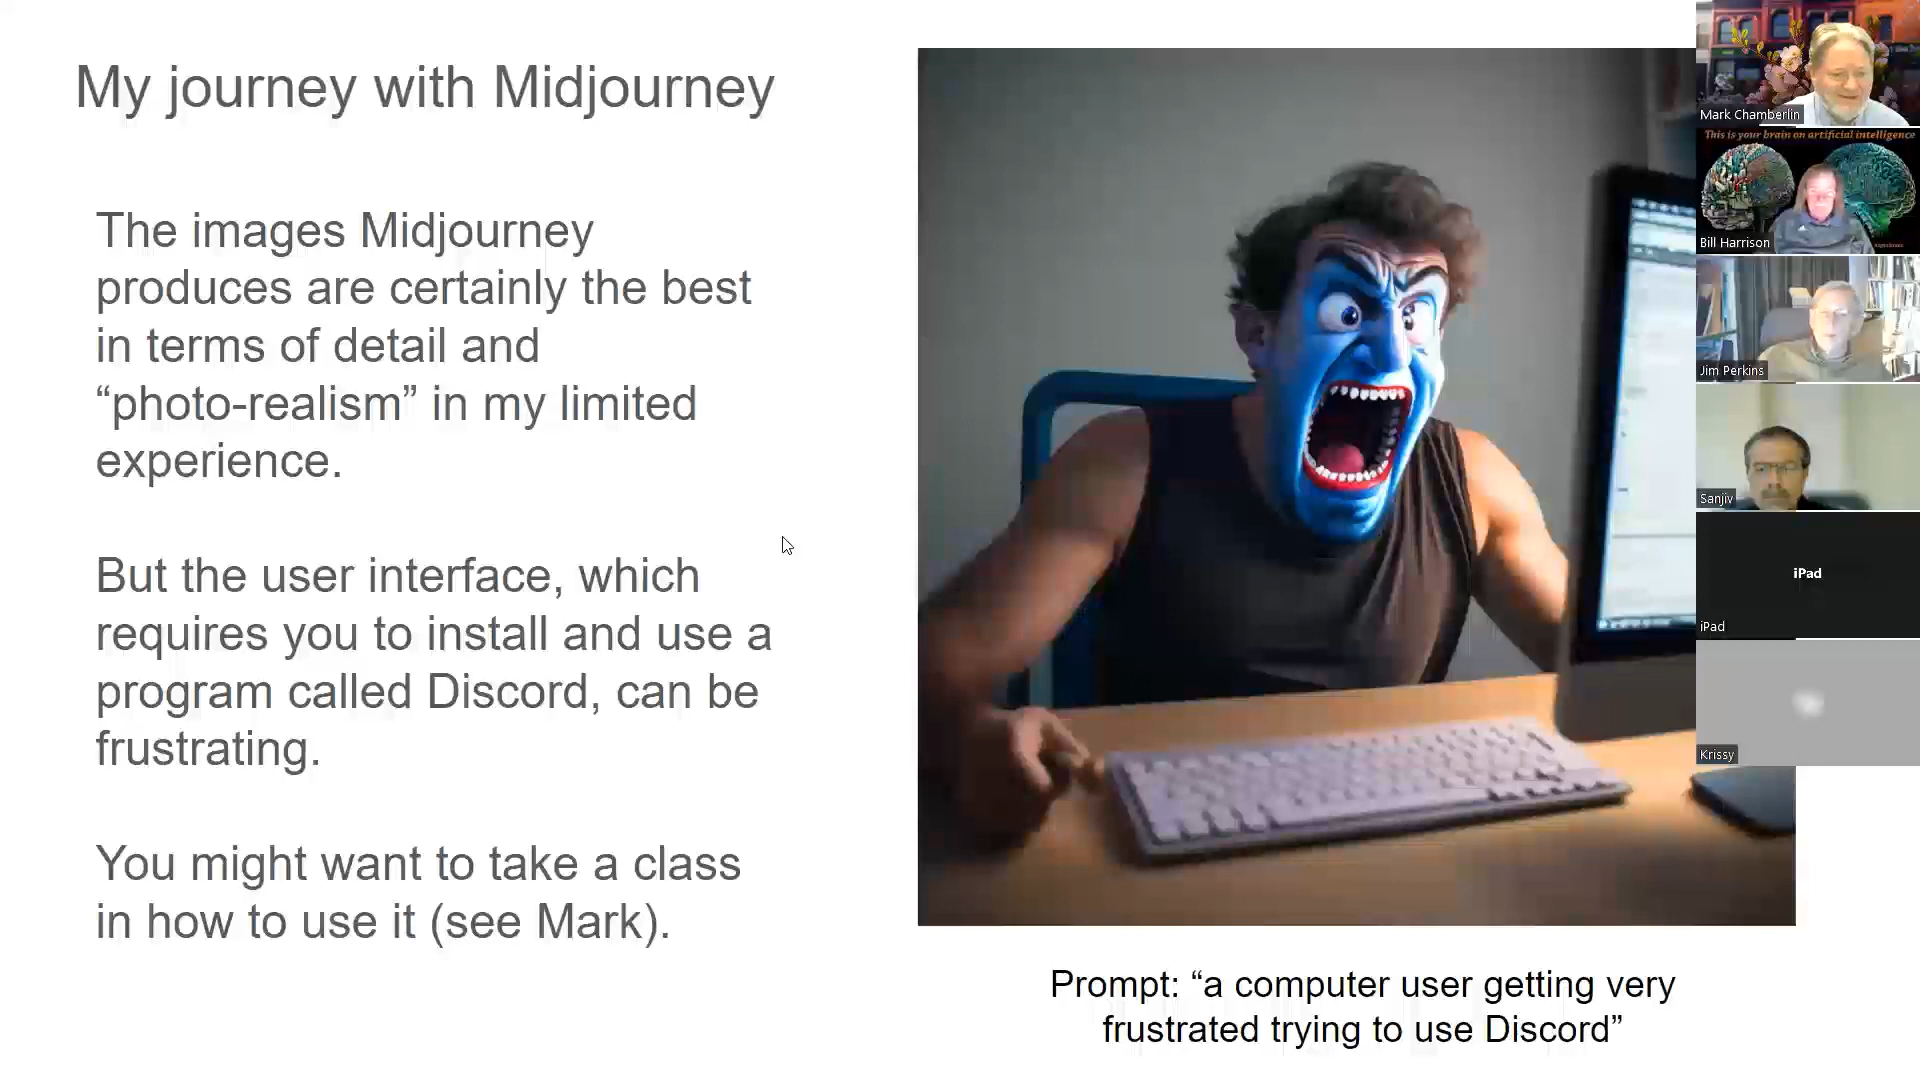 My journey with Midjourney
The images Midjourney
produces are certainly the best
in terms of detail and
“photo-realism” in my limited
experience.
But the user interface, which
requires you to install and use a
program called Discord, can be
frustrating.
You might want to take a class
in how to use it (see Mark).
Prompt: “a computer user getting very
frustrated trying to use Discord”
Mark Chamberlin
This is your brain on artificial intelligence
Bill Harrison
Jim Perkins
Sanjiv
iPad
iPad
Krissy